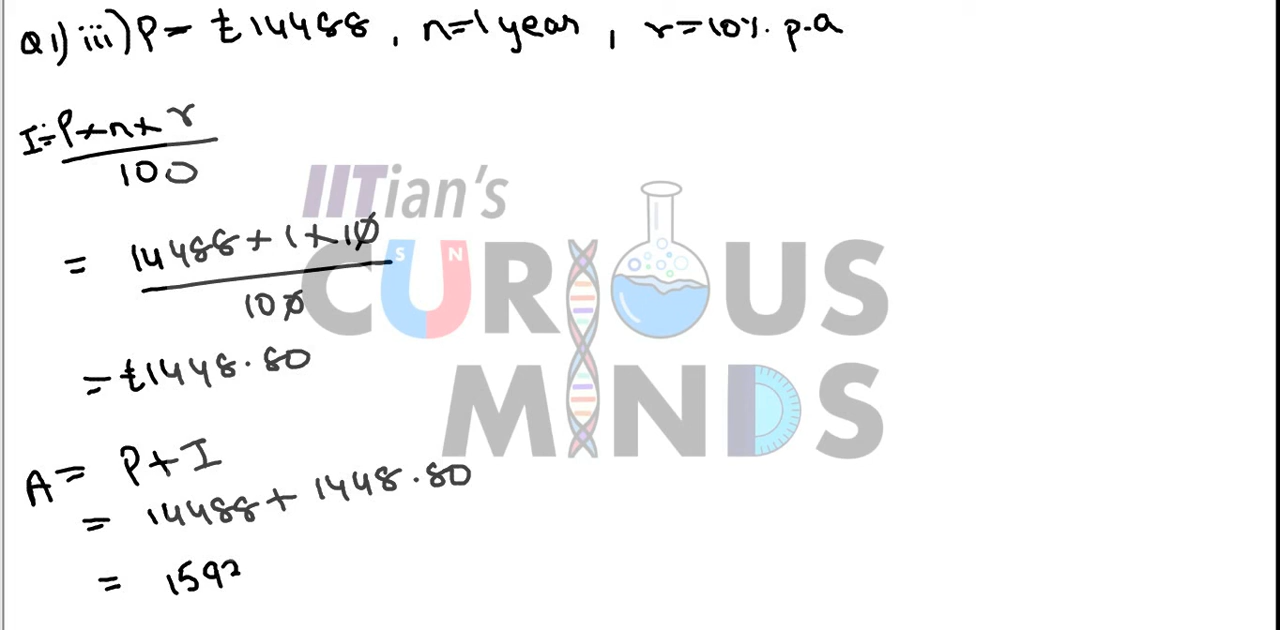 Q1) iii) P = ₹14488, n=1 year, r=10% p.a
I = P×n×r
100
= 14488 × 1 × 10
100
= ₹1448.80
A = P+I
= 14488 + 1448.80
= 1592
IITian's
CURIOUS
MINDS